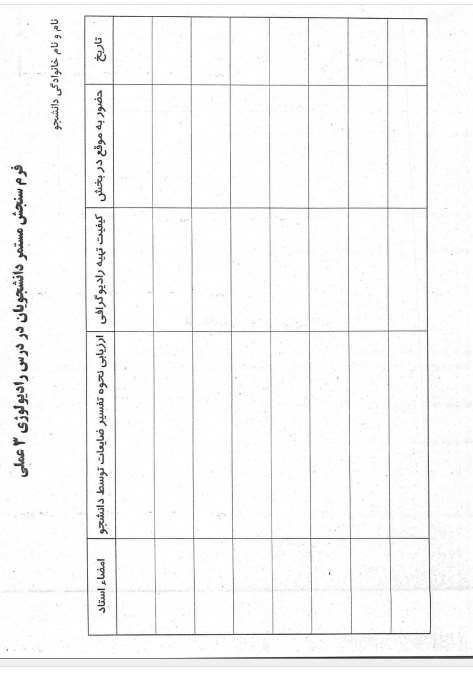 فرم سنجش مستمر دانشجویان در درس رادیولوژی ۳ عملی
نام و نام خانوادگی دانشجو
تاریخ
حضور به موقع در بخش
کیفیت تهیه رادیوگرافی
ارزیابی نحوه تفسیر ضایعات توسط دانشجو
امضاء استاد